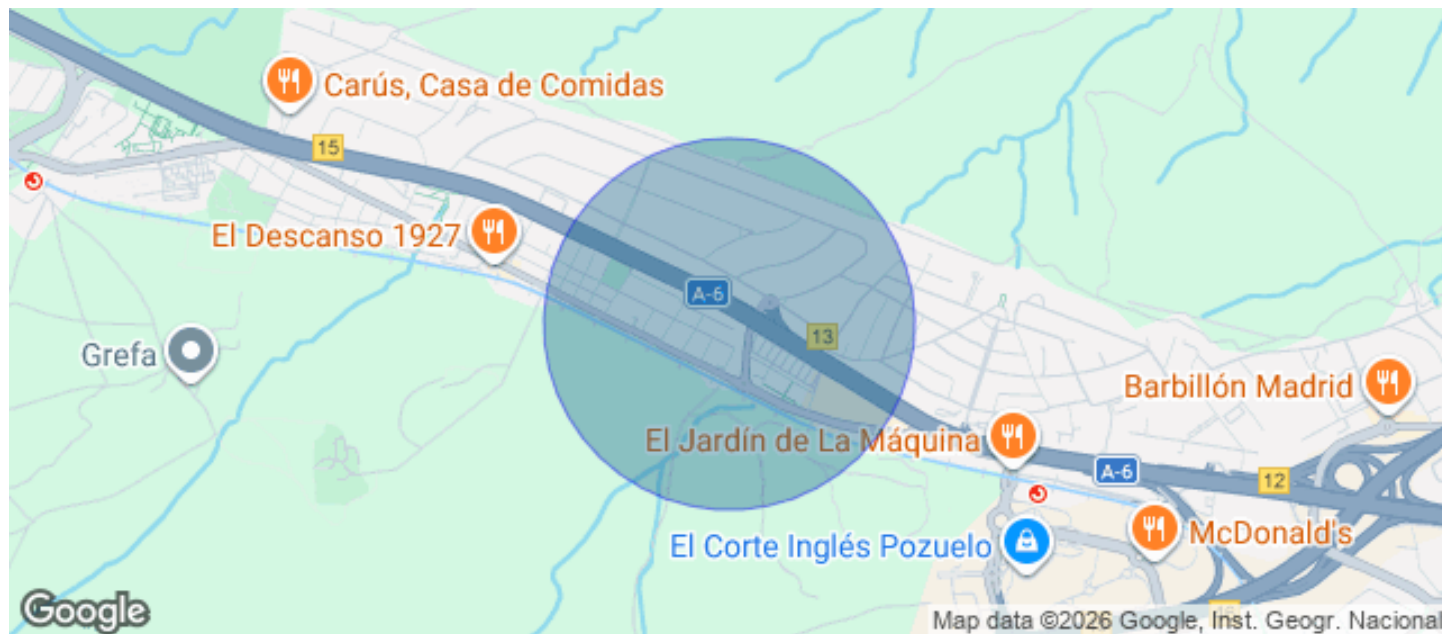 Carús, Casa de Comidas
15
El Descanso 1927
A-6
13
Grefa
Barbillón Madrid
El Jardín de La Máquina
A-6
12
El Corte Inglés Pozuelo
McDonald's
Google
Map data ©2026 Google, Inst. Geogr. Nacional